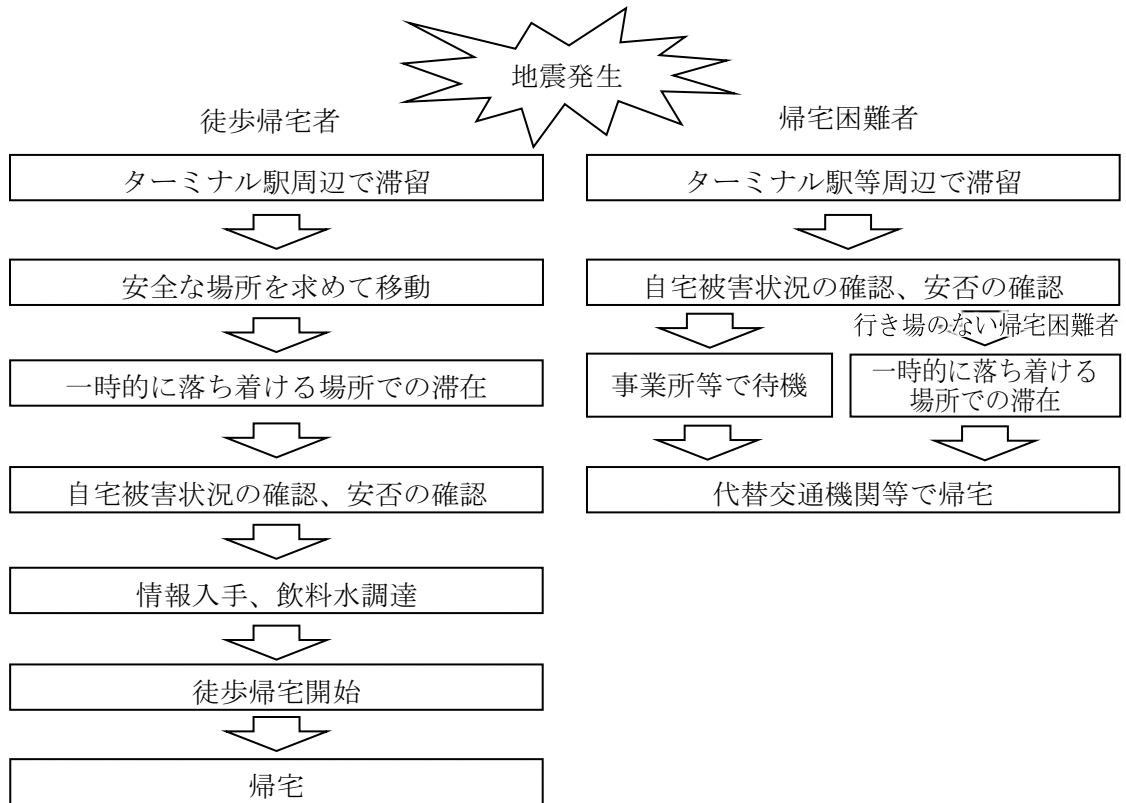 地震発生
徒歩帰宅者
ターミナル駅周辺で滞留
安全な場所を求めて移動
一時的に落ち着ける場所での滞在
自宅被害状況の確認、安否の確認
情報入手、飲料水調達
徒歩帰宅開始
帰宅
帰宅困難者
ターミナル駅等周辺で滞留
自宅被害状況の確認、安否の確認
行き場のない帰宅困難者
事業所等で待機
一時的に落ち着ける
場所での滞在
代替交通機関等で帰宅